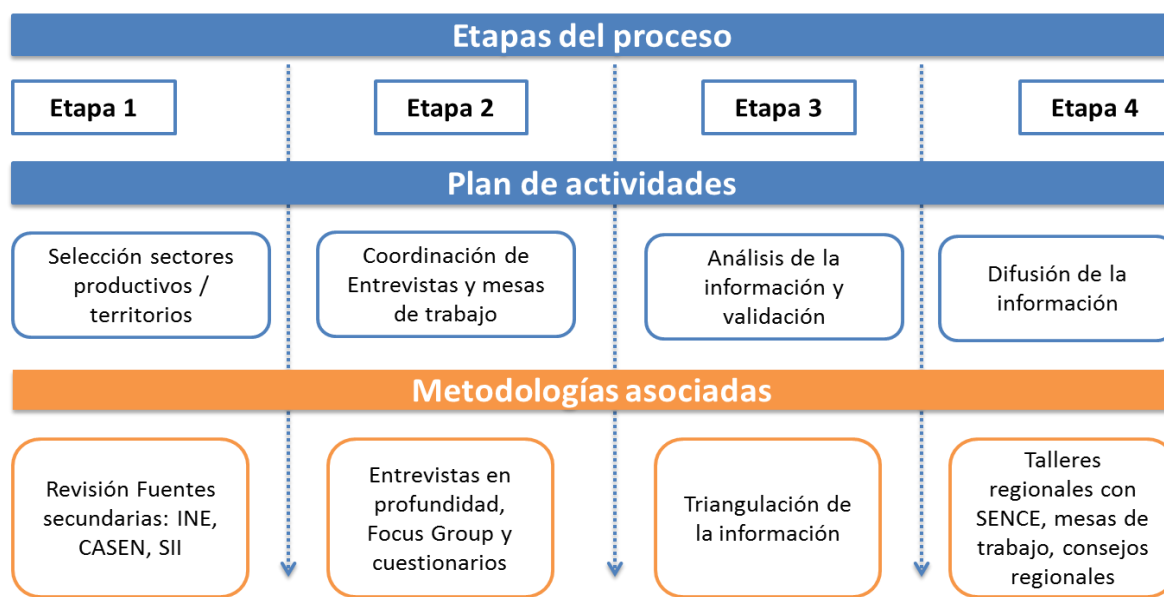 Etapas del proceso
Etapa 1
Etapa 2
Etapa 3
Etapa 4
Plan de actividades
Selección sectores
productivos /
territorios
Coordinación de
Entrevistas y mesas
de trabajo
Análisis de la
información y
validación
Difusión de la
información
Metodologías asociadas
Revisión Fuentes
secundarias: INE,
CASEN, SII
Entrevistas en
profundidad,
Focus Group y
cuestionarios
Triangulación de
la información
Talleres
regionales con
SENCE, mesas de
trabajo, consejos
regionales